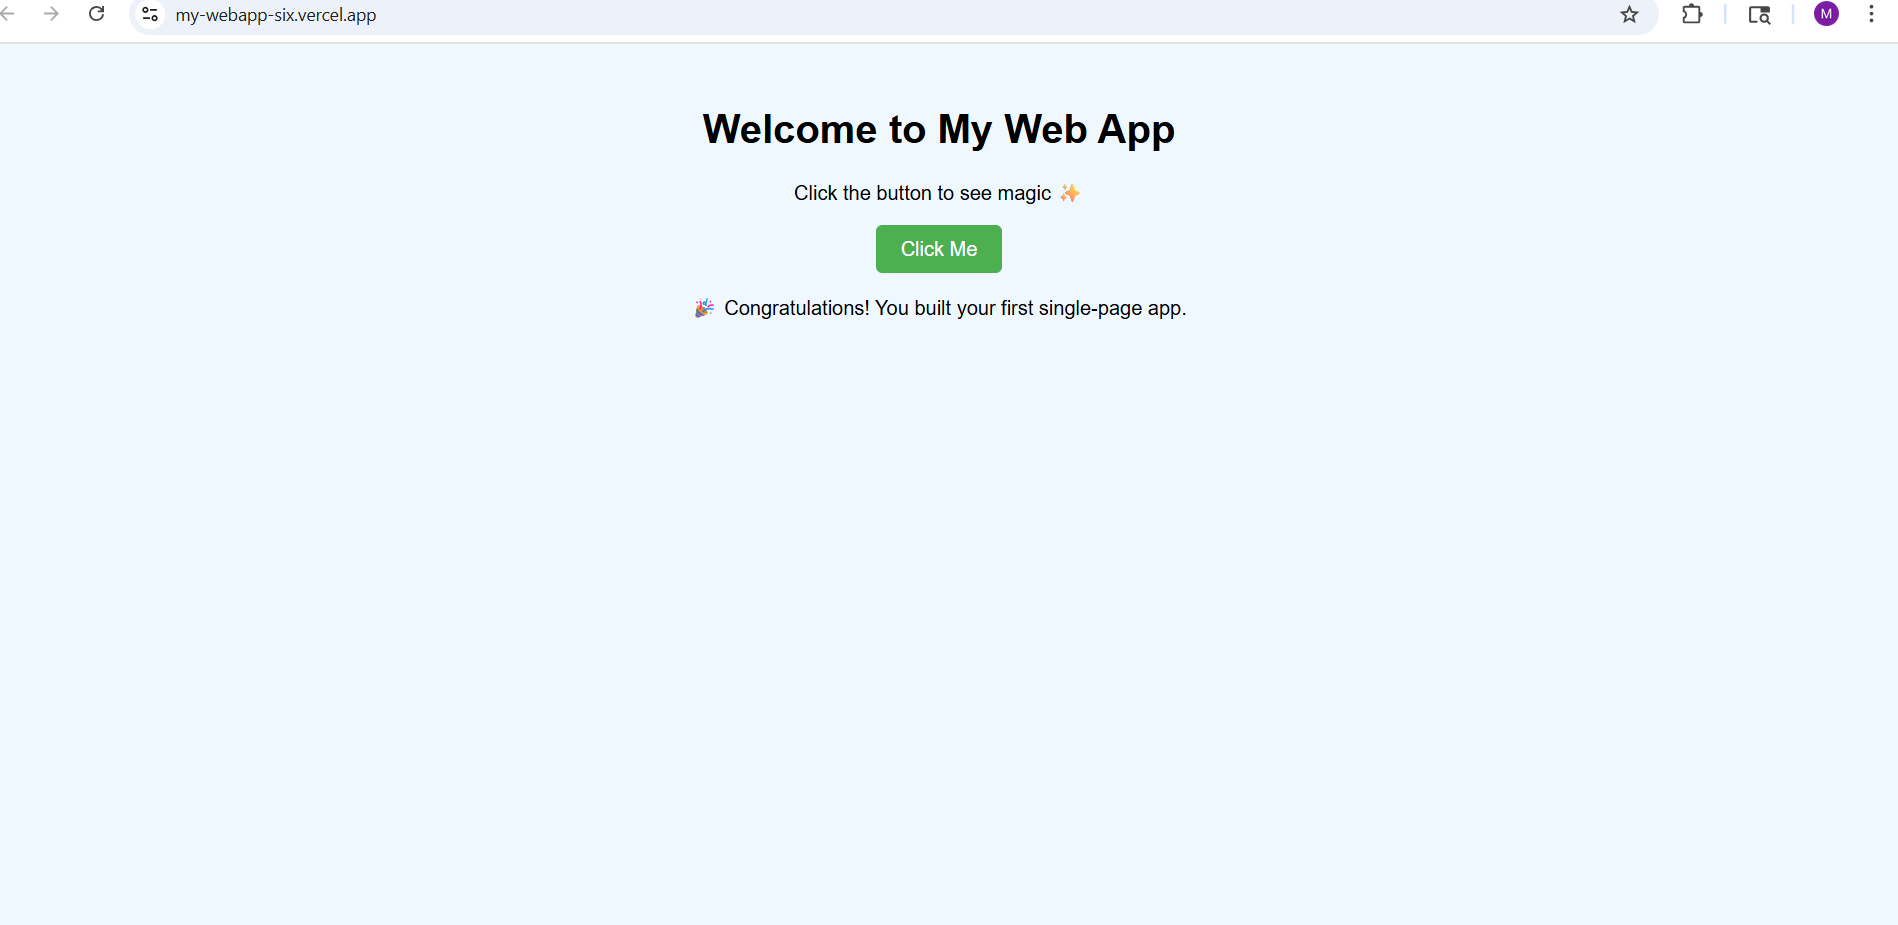 my-webapp-six.vercel.app
M
Welcome to My Web App
Click the button to see magic ✨
Click Me
🎉 Congratulations! You built your first single-page app.